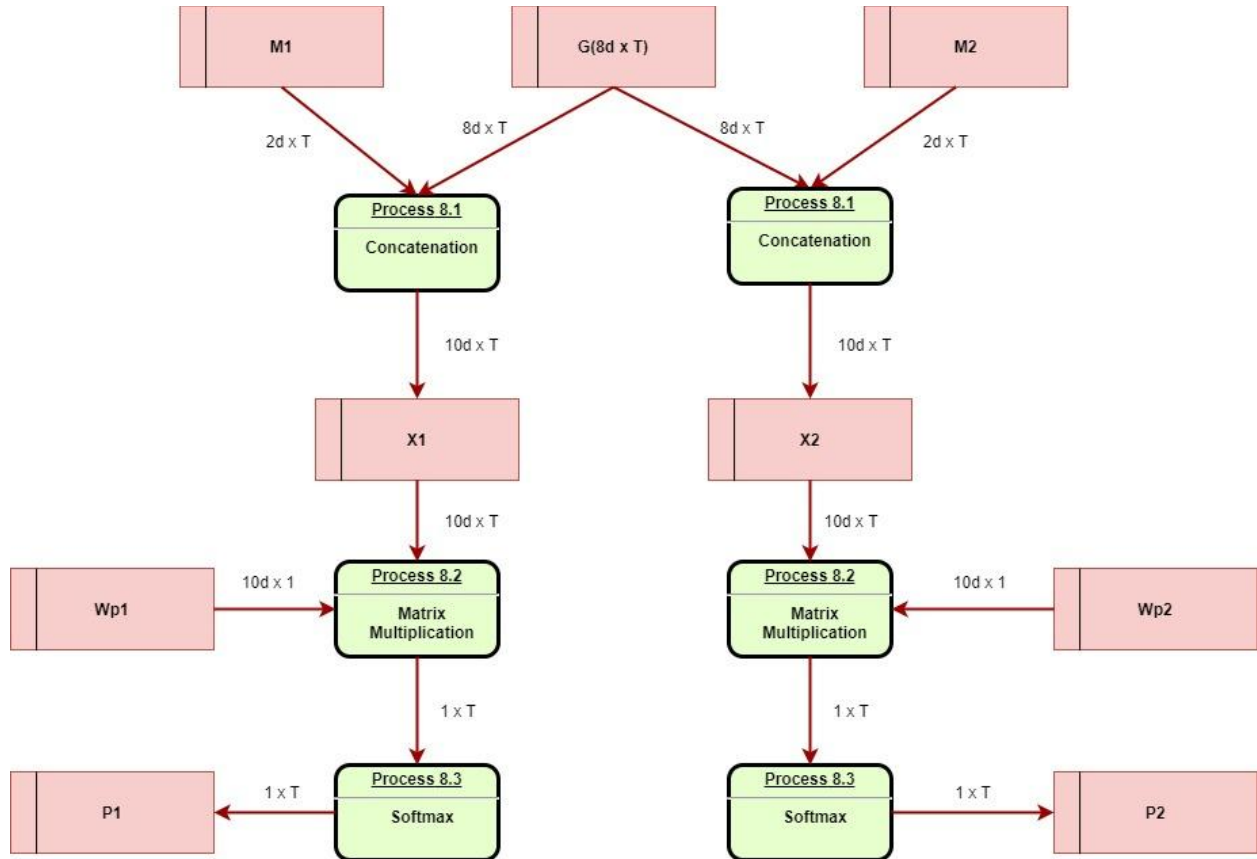 M1
G(8d x T)
M2
2d x T
8d x T
8d x T
2d x T
Process 8.1
Concatenation
Process 8.1
Concatenation
10d x T
10d x T
X1
X2
10d x T
10d x T
Wp1
10d x 1
Process 8.2
Matrix
Multiplication
Process 8.2
Matrix
Multiplication
10d x 1
Wp2
1 x T
1 x T
P1
1 x T
Process 8.3
Softmax
Process 8.3
Softmax
1 x T
P2